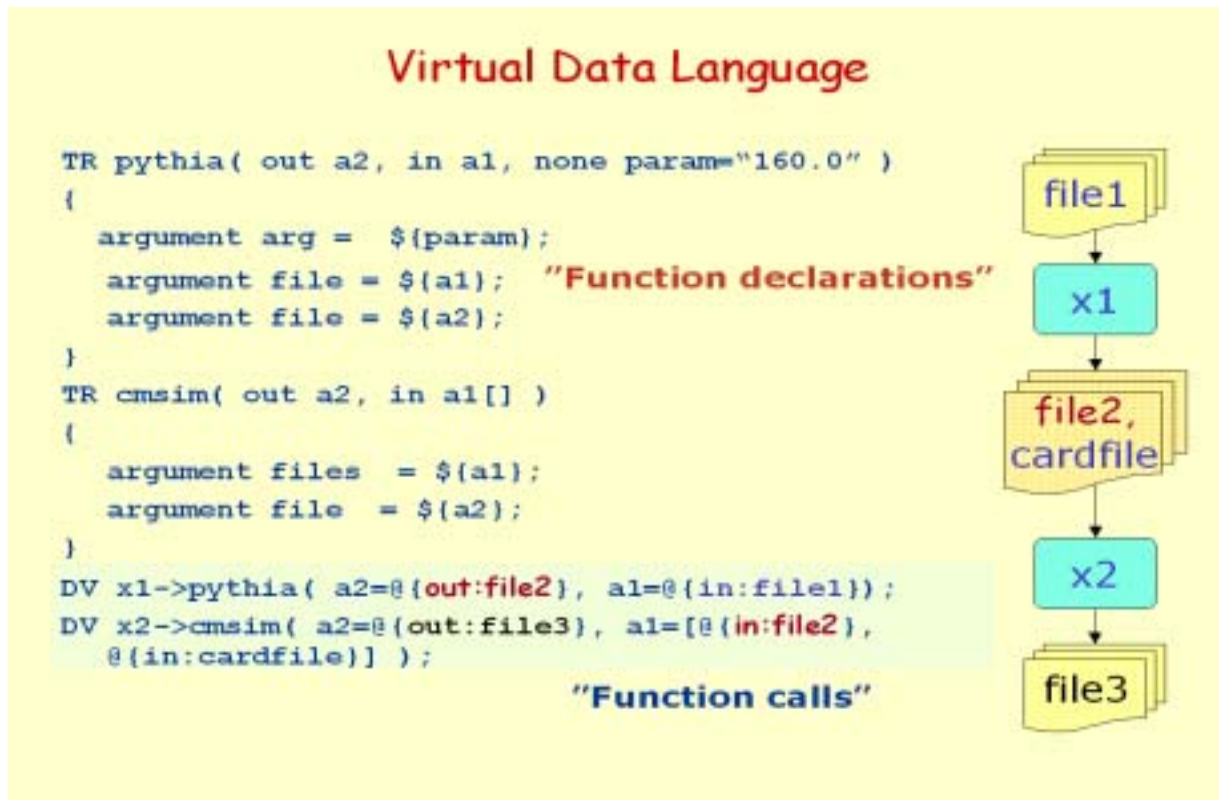 Virtual Data Language
TR pythia( out a2, in a1, none param=“160.0” )
{
argument arg = ${param};
argument file = ${a1};
argument file = ${a2};
}
"Function declarations"
TR cmsim( out a2, in a1[] )
{
argument files = ${a1};
argument file = ${a2};
}
DV x1->pythia( a2=@{out:file2}, a1=@{in:file1});
DV x2->cmsim( a2=@{out:file3}, a1=[@{in:file2},
@{in:cardfile}] );
"Function calls"
file1
x1
file2,
cardfile
x2
file3